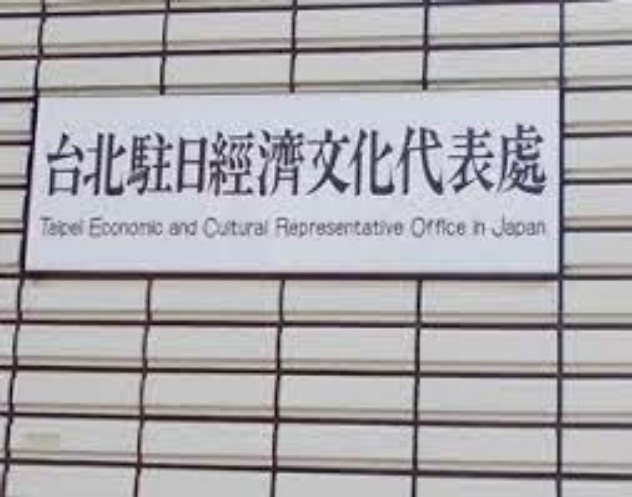 台北駐日經濟文化代表處
Taipei Economic and Cultural Representative Office in Japan